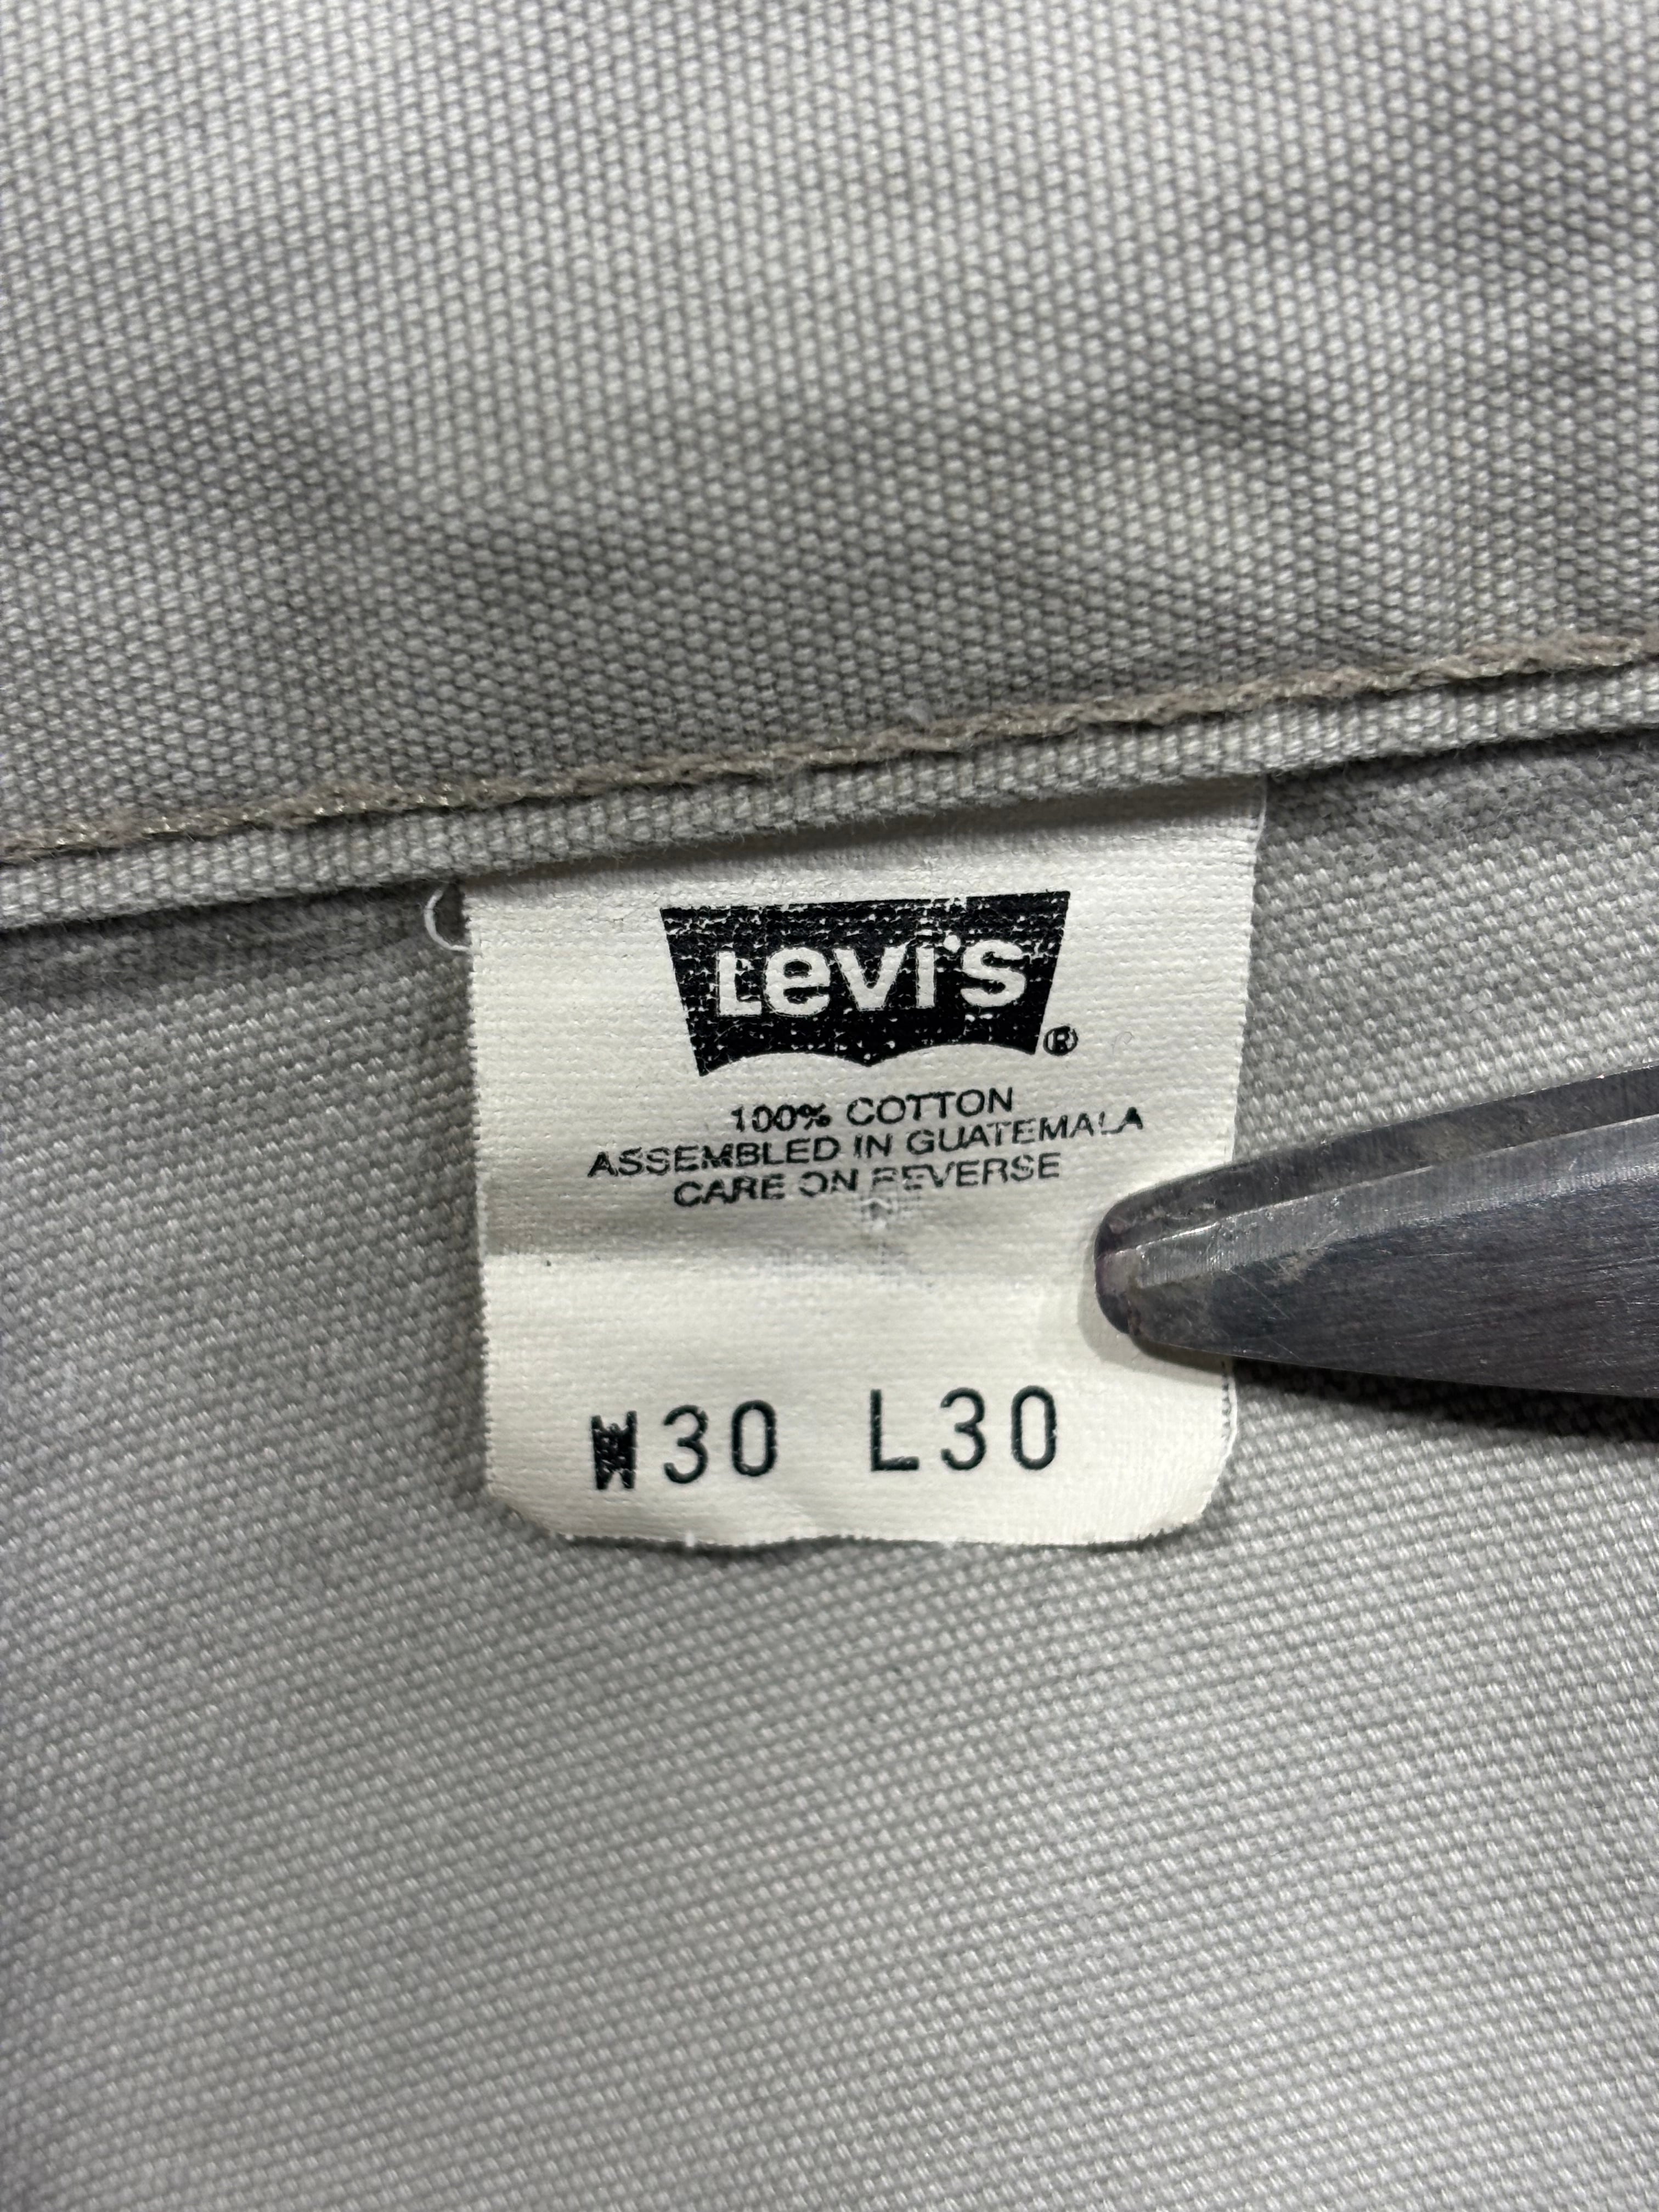 Levi's®
100% COTTON
ASSEMBLED IN GUATEMALA
CARE ON REVERSE
W30 L30